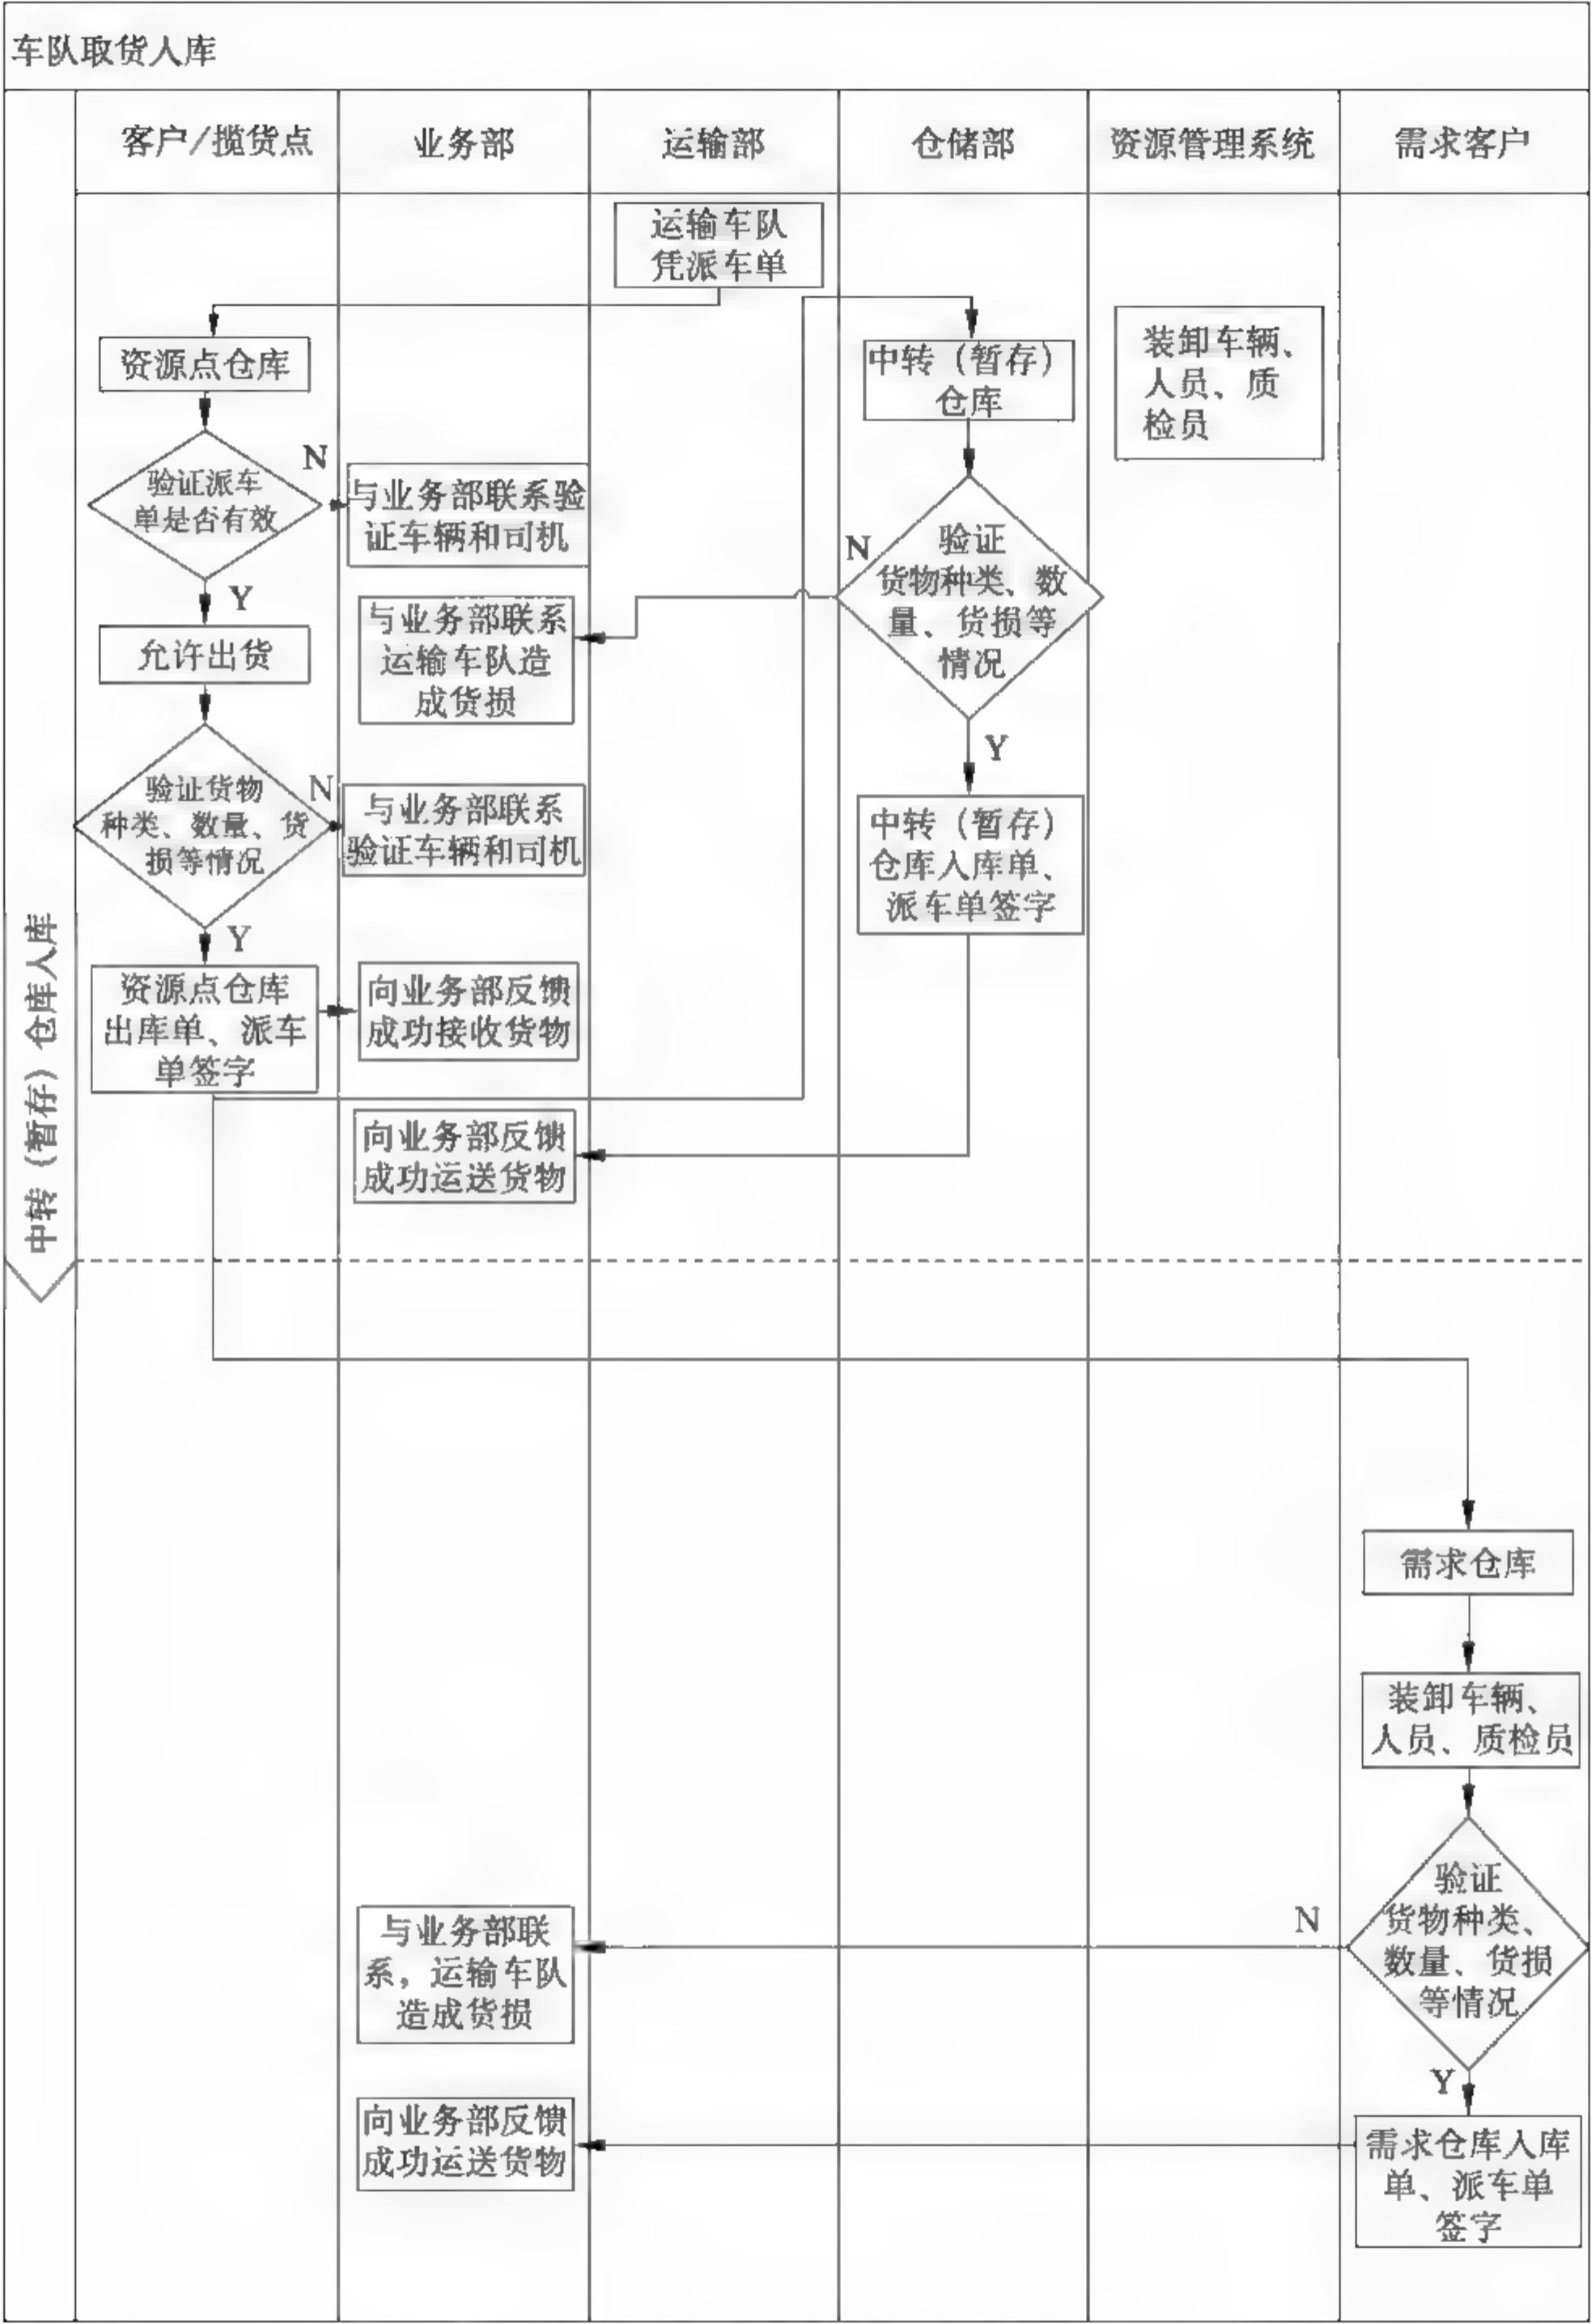 车队取货入库
客户/揽货点
业务部
运输部
仓储部
资源管理系统
需求客户
运输车队
凭派车单
资源点仓库
中转（暂存）
仓库
装卸车辆、
人员、质
检员
验证派车
单是否有效
N
与业务部联系验
证车辆和司机
Y
允许出货
与业务部联系
运输车队造
成货损
N
验证
货物种类、数
量、货损等
情况
Y
验证货物
种类、数量、货
损等情况
N
与业务部联系
验证车辆和司机
中转（暂存）
仓库入库单、
派车单签字
Y
资源点仓库
出库单、派车
单签字
向业务部反馈
成功接收货物
向业务部反馈
成功运送货物
中转（暂存）仓库入库
需求仓库
装卸车辆、
人员、质检员
验证
货物种类、
数量、货损
等情况
N
与业务部联
系，运输车队
造成货损
Y
向业务部反馈
成功运送货物
需求仓库入库
单、派车单
签字